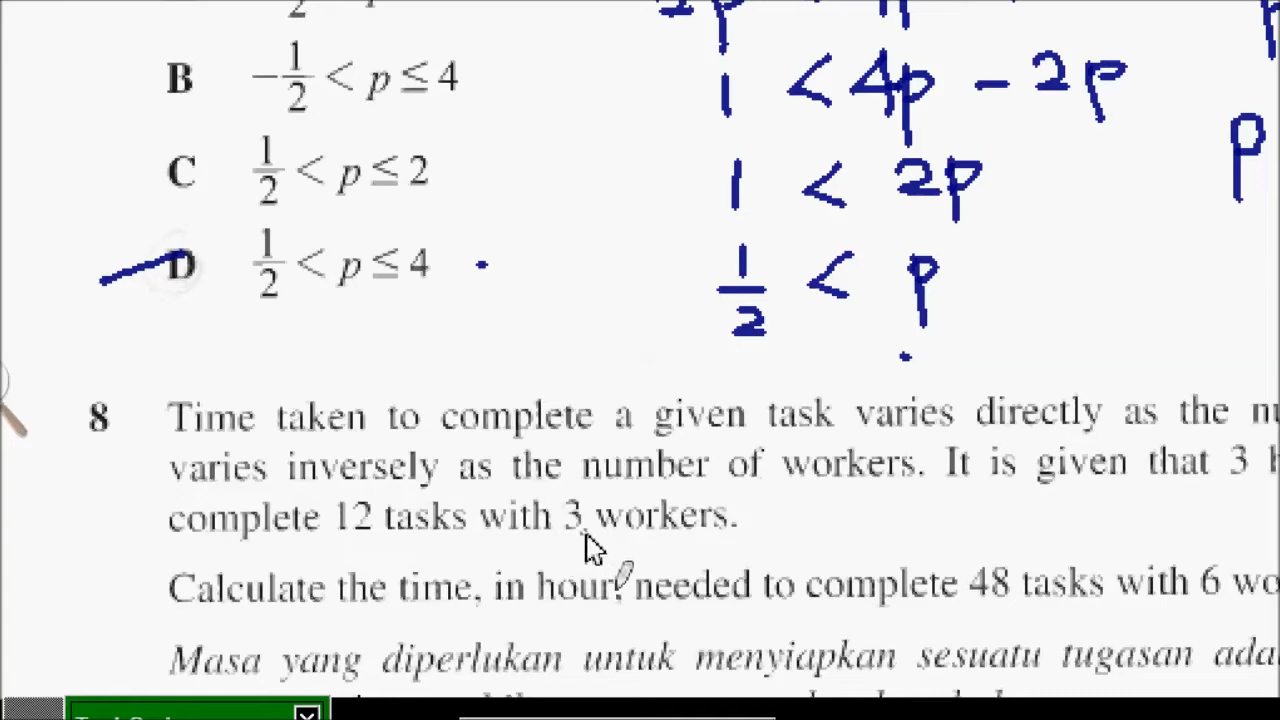 B -1/2 < p ≤ 4
C 1/2 < p ≤ 2
D 1/2 < p ≤ 4
1 < 4p - 2p
1 < 2p
1/2 < p
p
8 Time taken to complete a given task varies directly as the
varies inversely as the number of workers. It is given that 3
complete 12 tasks with 3 workers.
Calculate the time, in hour, needed to complete 48 tasks with 6
Masa yang diperlukan untuk menyiapkan sesuatu tugasan